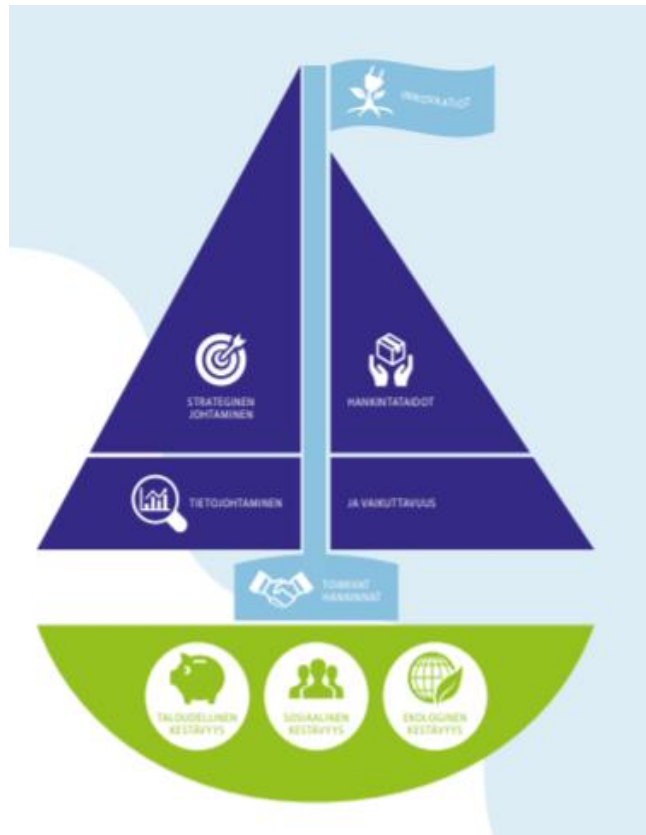 INNOVAATIOT
STRATEGINEN
JOHTAMINEN
HANKINTATAIDOT
TIETOJOHTAMINEN
JA VAIKUTTAVUUS
TOIMIVAT
HANKINNAT
TALOUDELLINEN
KESTÄVYYS
SOSIAALINEN
KESTÄVYYS
EKOLOGINEN
KESTÄVYYS